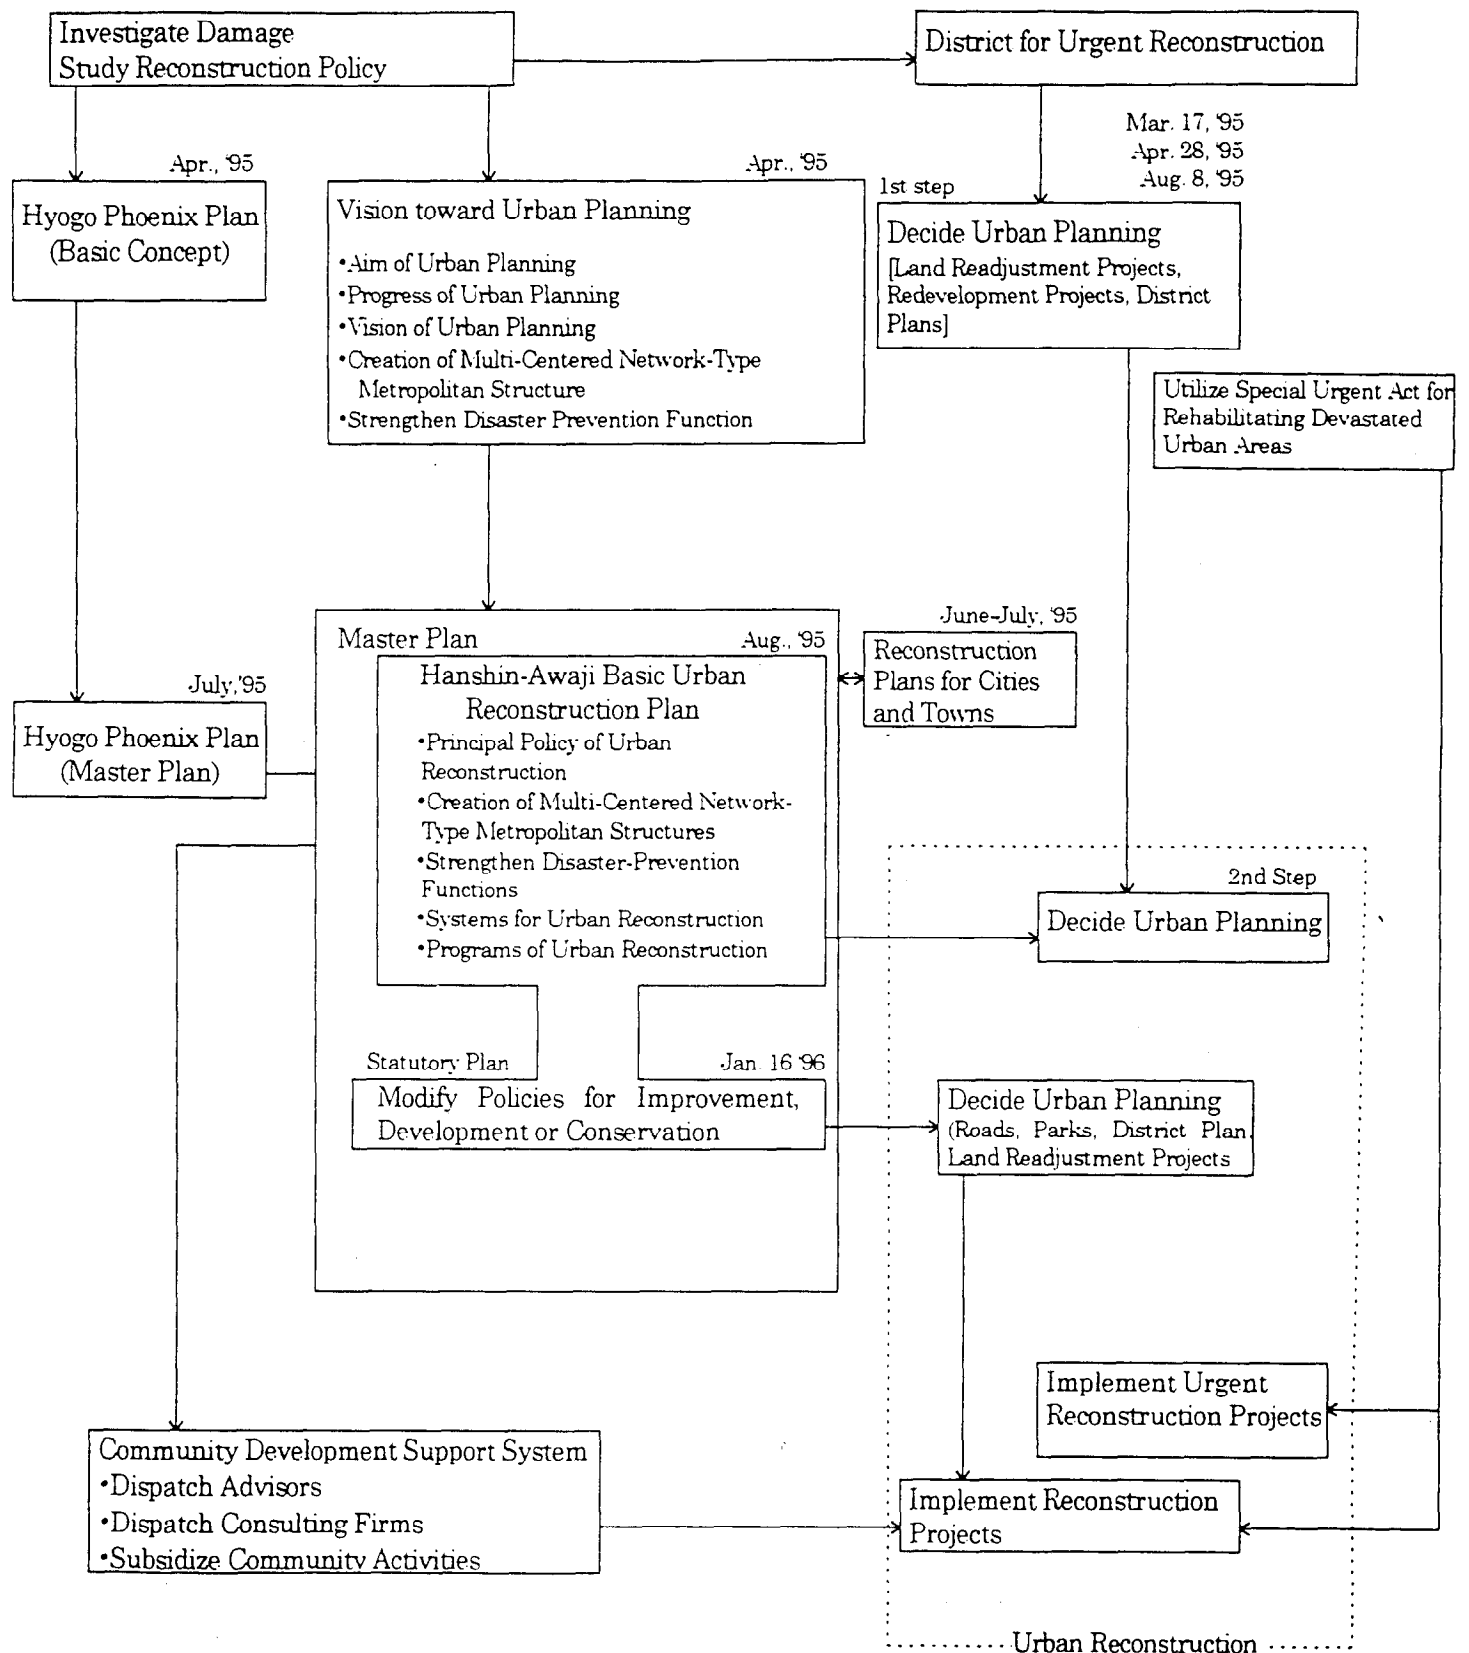 Investigate Damage
Study Reconstruction Policy
District for Urgent Reconstruction
Mar. 17, '95
Apr. 28, '95
Aug. 8, '95
Apr., '95
Hyogo Phoenix Plan
(Basic Concept)
Apr., '95
Vision toward Urban Planning
•Aim of Urban Planning
•Progress of Urban Planning
•Vision of Urban Planning
•Creation of Multi-Centered Network-Type
Metropolitan Structure
•Strengthen Disaster Prevention Function
1st step
Decide Urban Planning
[Land Readjustment Projects,
Redevelopment Projects, District
Plans]
Utilize Special Urgent Act for
Rehabilitating Devastated
Urban Areas
July,'95
Hyogo Phoenix Plan
(Master Plan)
Master Plan
Aug., '95
Hanshin-Awaji Basic Urban
Reconstruction Plan
•Principal Policy of Urban
Reconstruction
•Creation of Multi-Centered Network-
Type Metropolitan Structures
•Strengthen Disaster-Prevention
Functions
•Systems for Urban Reconstruction
•Programs of Urban Reconstruction
June-July, '95
Reconstruction
Plans for Cities
and Towns
2nd Step
Decide Urban Planning
Statutory Plan
Jan. 16 '96
Modify Policies for Improvement,
Development or Conservation
Decide Urban Planning
(Roads, Parks, District Plan,
Land Readjustment Projects
Implement Urgent
Reconstruction Projects
Community Development Support System
•Dispatch Advisors
•Dispatch Consulting Firms
•Subsidize Community Activities
Implement Reconstruction
Projects
Urban Reconstruction